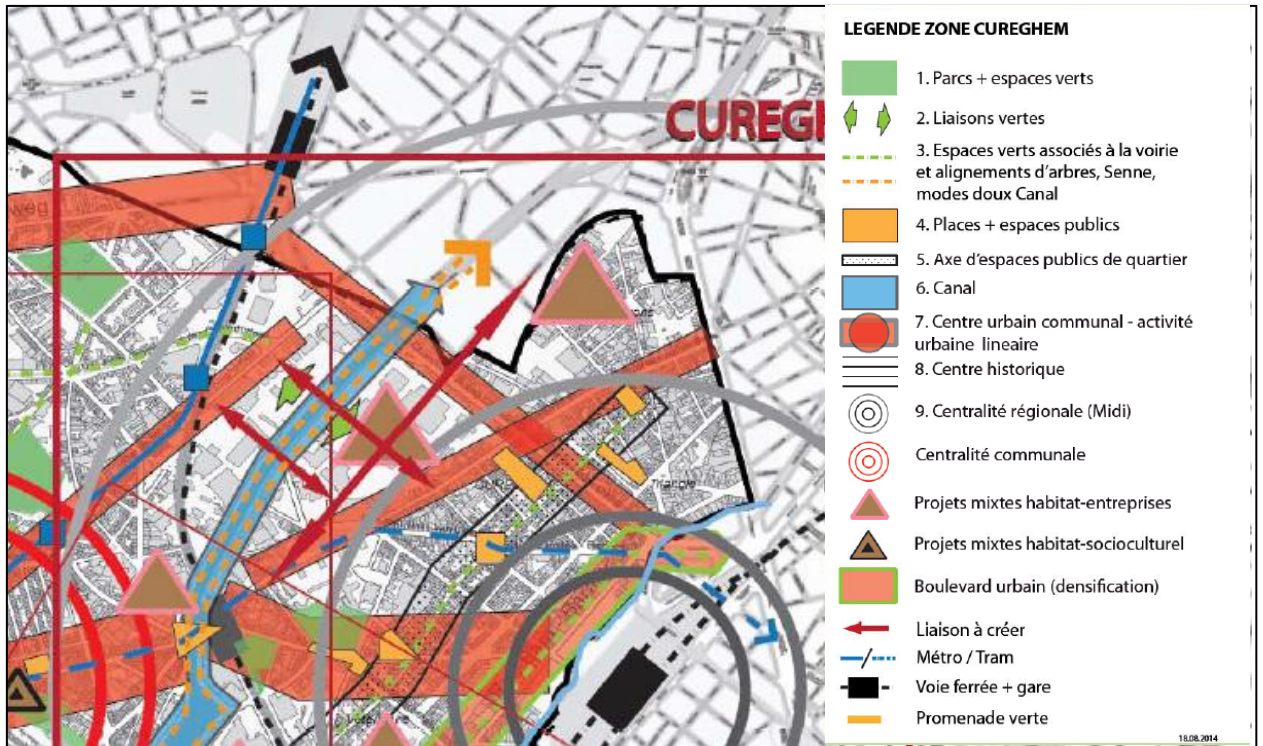 CUREGH
weg
Triangle
LEGENDE ZONE CUREGHEM
1. Parcs + espaces verts
2. Liaisons vertes
3. Espaces verts associés à la voirie
et alignements d'arbres, Senne,
modes doux Canal
4. Places + espaces publics
5. Axe d'espaces publics de quartier
6. Canal
7. Centre urbain communal - activité
urbaine lineaire
8. Centre historique
9. Centralité régionale (Midi)
Centralité communale
Projets mixtes habitat-entreprises
Projets mixtes habitat-socioculturel
Boulevard urbain (densification)
Liaison à créer
Métro / Tram
Voie ferrée + gare
Promenade verte
18.08.2014